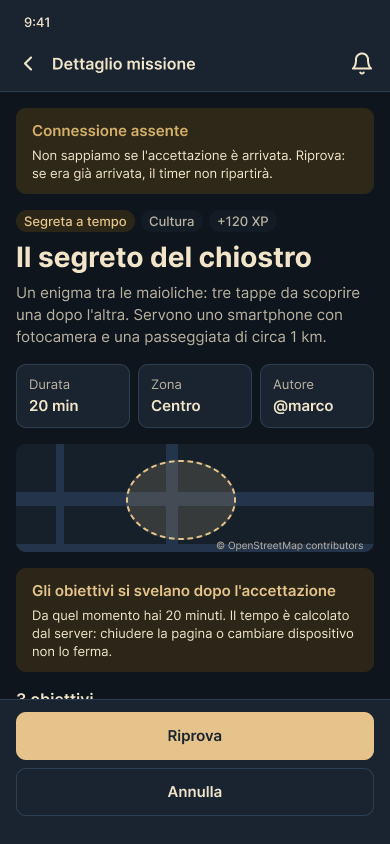 9:41
Dettaglio missione
Connessione assente
Non sappiamo se l'accettazione è arrivata. Riprova:
se era già arrivata, il timer non ripartirà.
Segreta a tempo
Cultura
+120 XP
Il segreto del chiostro
Un enigma tra le maioliche: tre tappe da scoprire
una dopo l'altra. Servono uno smartphone con
fotocamera e una passeggiata di circa 1 km.
Durata
20 min
Zona
Centro
Autore
@marco
© OpenStreetMap contributors
Gli obiettivi si svelano dopo l'accettazione
Da quel momento hai 20 minuti. Il tempo è calcolato
dal server: chiudere la pagina o cambiare dispositivo
non lo ferma.
3 obiettivi
Riprova
Annulla